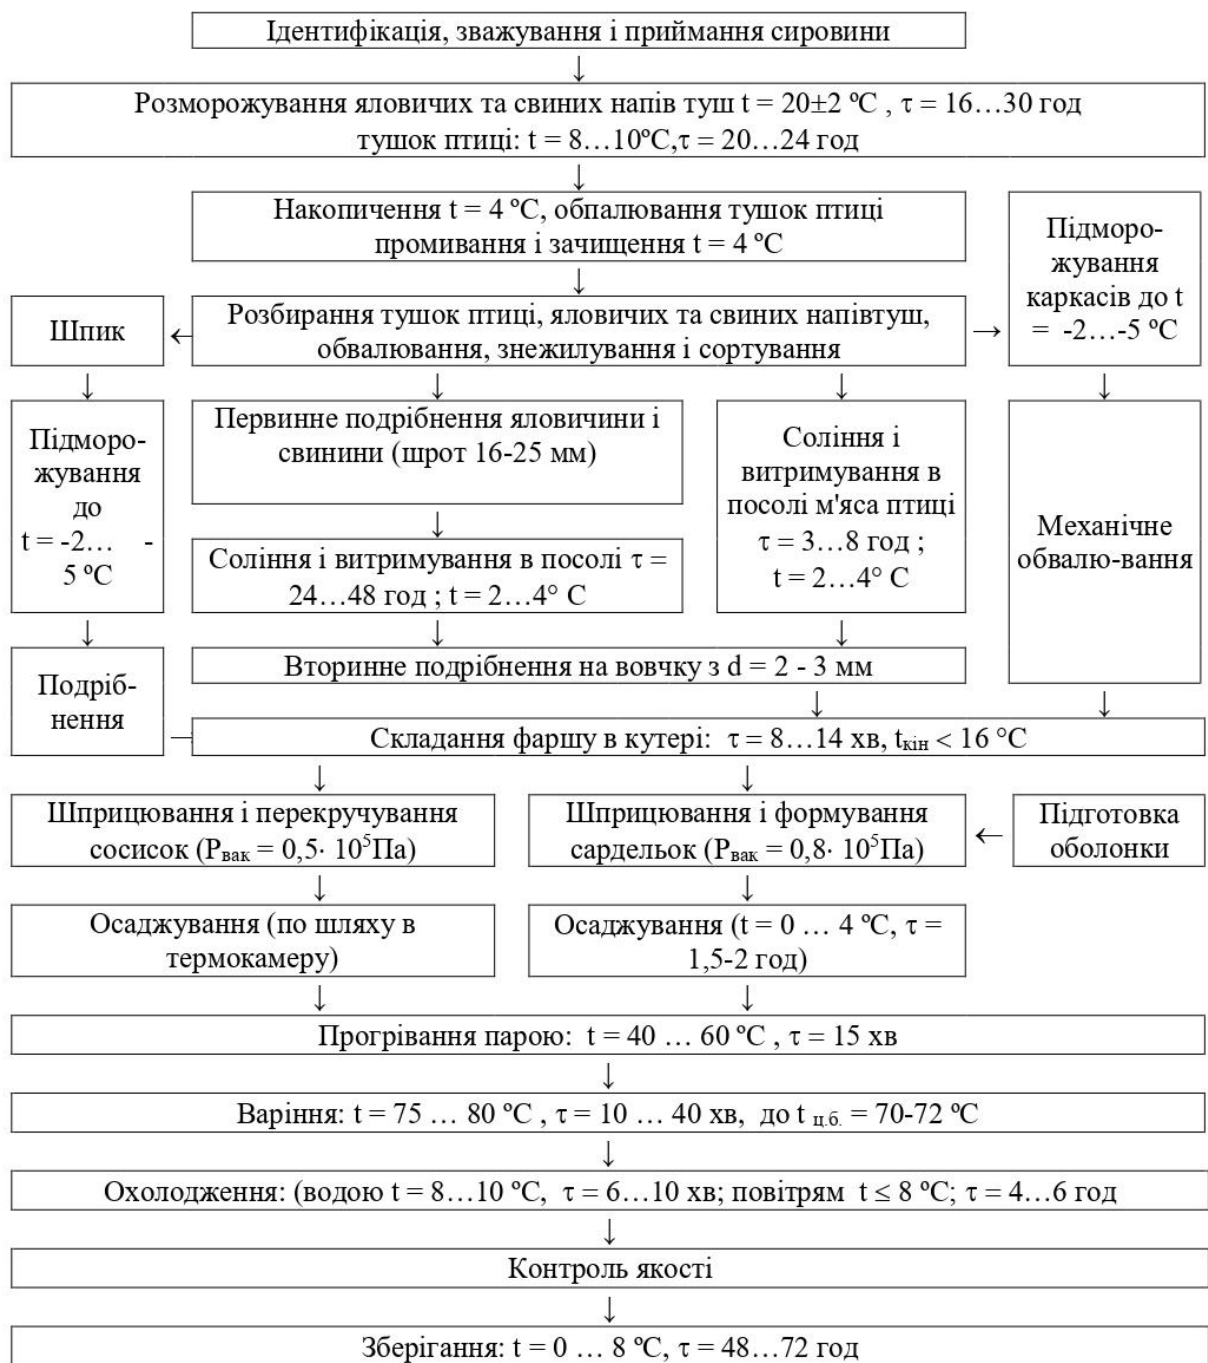 Ідентифікація, зважування і приймання сировини
Розморожування яловичих та свиних напів туш t = 20±2 ºС , τ = 16…30 год
тушок птиці: t = 8…10ºС,τ = 20…24 год
Накопичення t = 4 ºС, обпалювання тушок птиці
промивання і зачищення t = 4 ºС
Підморо-
жування
каркасів до t
= -2…-5 ºС
Шпик
Розбирання тушок птиці, яловичих та свиних напівтуш,
обвалювання, знежилування і сортування
Підморо-
жування
до
t = -2… -
5 ºС
Первинне подрібнення яловичини і
свинини (шрот 16-25 мм)
Соління і
витримування в
посолі м'яса птиці
τ = 3…8 год ;
t = 2…4° С
Механічне
обвалю-вання
Соління і витримування в посолі τ =
24…48 год ; t = 2…4° С
Вторинне подрібнення на вовчку з d = 2 - 3 мм
Подріб-
нення
Складання фаршу в кутері: τ = 8…14 хв, tкін < 16 °С
Шприцювання і перекручування
сосисок (Рвак = 0,5· 10⁵Па)
Шприцювання і формування
сардельок (Рвак = 0,8· 10⁵Па)
Підготовка
оболонки
Осаджування (по шляху в
термокамеру)
Осаджування (t = 0 … 4 ºС, τ =
1,5-2 год)
Прогрівання парою: t = 40 … 60 ºС , τ = 15 хв
Варіння: t = 75 … 80 ºС , τ = 10 … 40 хв, до t ц.б. = 70-72 ºС
Охолодження: (водою t = 8…10 ºС, τ = 6…10 хв; повітрям t ≤ 8 ºС; τ = 4…6 год
Контроль якості
Зберігання: t = 0 … 8 ºС, τ = 48…72 год